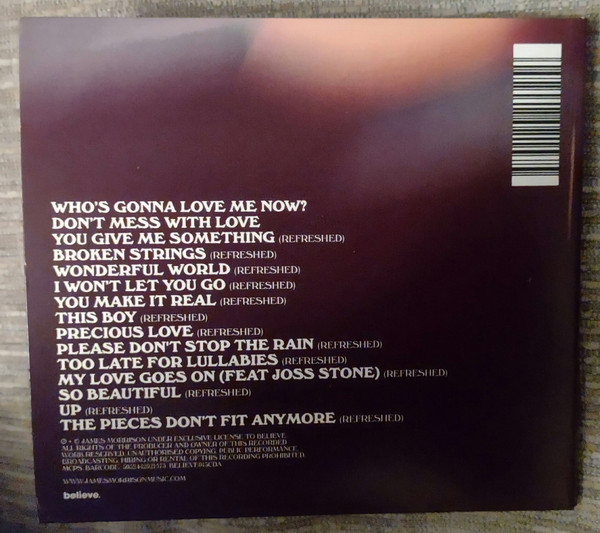 WHO'S GONNA LOVE ME NOW?
DON'T MESS WITH LOVE
YOU GIVE ME SOMETHING (REFRESHED)
BROKEN STRINGS (REFRESHED)
WONDERFUL WORLD (REFRESHED)
I WON'T LET YOU GO (REFRESHED)
YOU MAKE IT REAL (REFRESHED)
THIS BOY (REFRESHED)
PRECIOUS LOVE (REFRESHED)
PLEASE DON'T STOP THE RAIN (REFRESHED)
TOO LATE FOR LULLABIES (REFRESHED)
MY LOVE GOES ON (FEAT JOSS STONE) (REFRESHED)
SO BEAUTIFUL (REFRESHED)
UP (REFRESHED)
THE PIECES DON'T FIT ANYMORE (REFRESHED)
℗ + © JAMES MORRISON UNDER EXCLUSIVE LICENSE TO BELIEVE.
ALL RIGHTS OF THE PRODUCER AND OWNER OF THIS RECORDED
WORK RESERVED. UNAUTHORISED COPYING, PUBLIC PERFORMANCE,
BROADCASTING, HIRING OR RENTAL OF THIS RECORDING PROHIBITED.
MCPS. BARCODE:
WWW.JAMESMORRISONMUSIC.COM
believe.